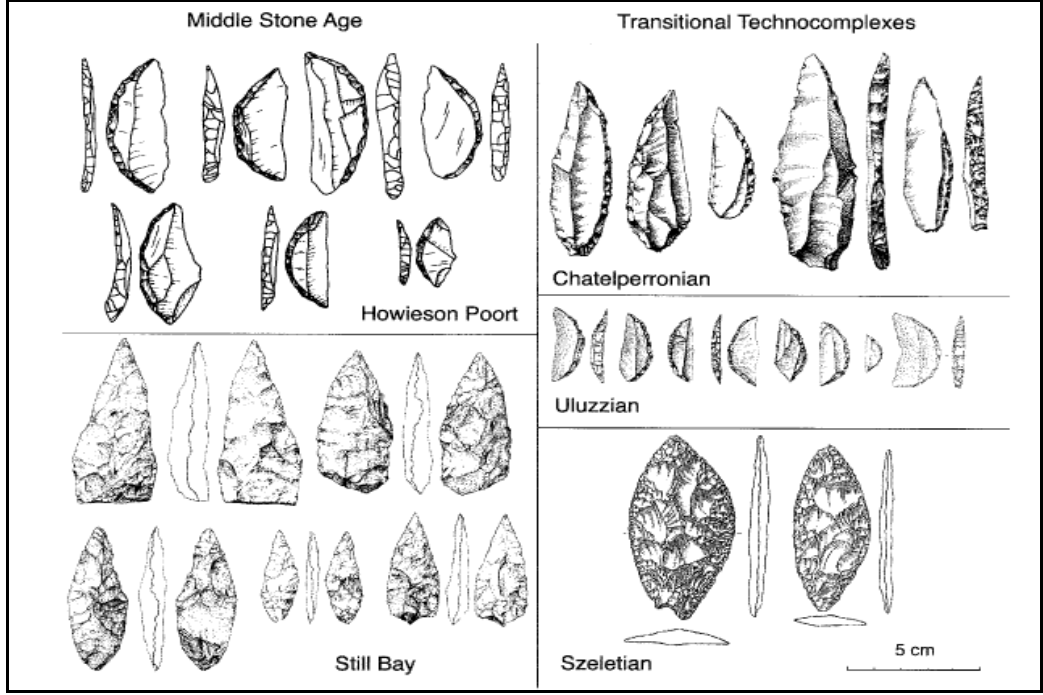 Middle Stone Age
Transitional Technocomplexes
Howieson Poort
Chatelperronian
Uluzzian
Still Bay
Szeletian
5 cm